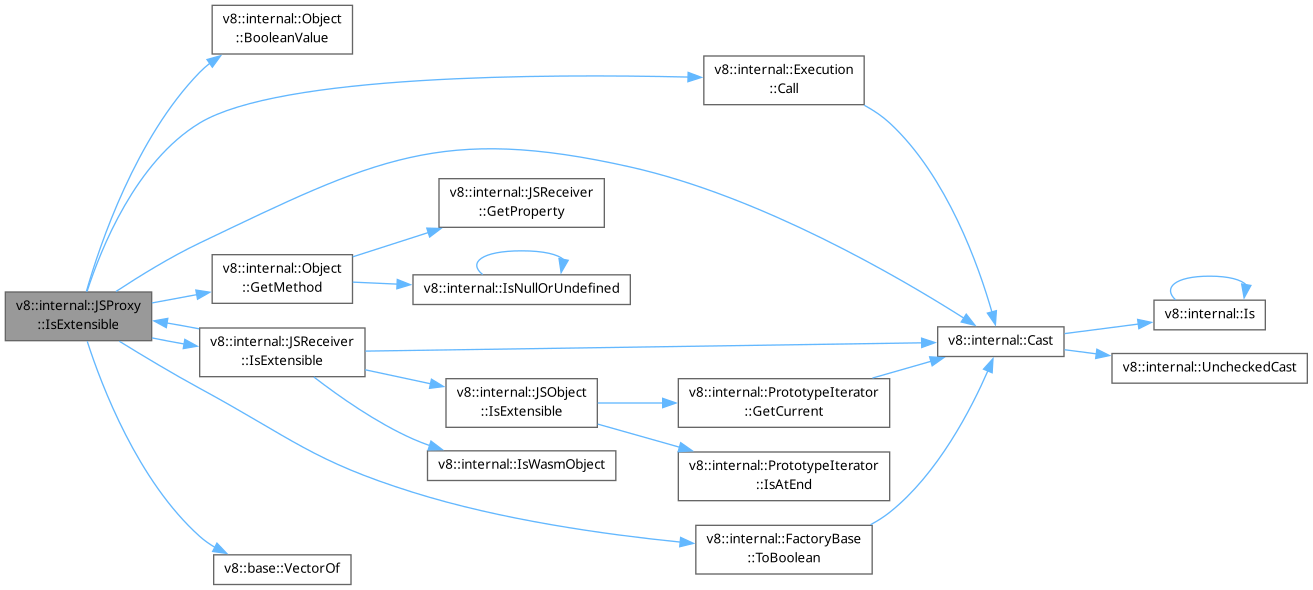 v8::internal::Object
::BooleanValue
v8::internal::Execution
::Call
v8::internal::JSReceiver
::GetProperty
v8::internal::Object
::GetMethod
v8::internal::IsNullOrUndefined
v8::internal::JSProxy
::IsExtensible
v8::internal::JSReceiver
::IsExtensible
v8::internal::Cast
v8::internal::Is
v8::internal::UncheckedCast
v8::internal::JSObject
::IsExtensible
v8::internal::PrototypeIterator
::GetCurrent
v8::internal::IsWasmObject
v8::internal::PrototypeIterator
::IsAtEnd
v8::internal::FactoryBase
::ToBoolean
v8::base::VectorOf